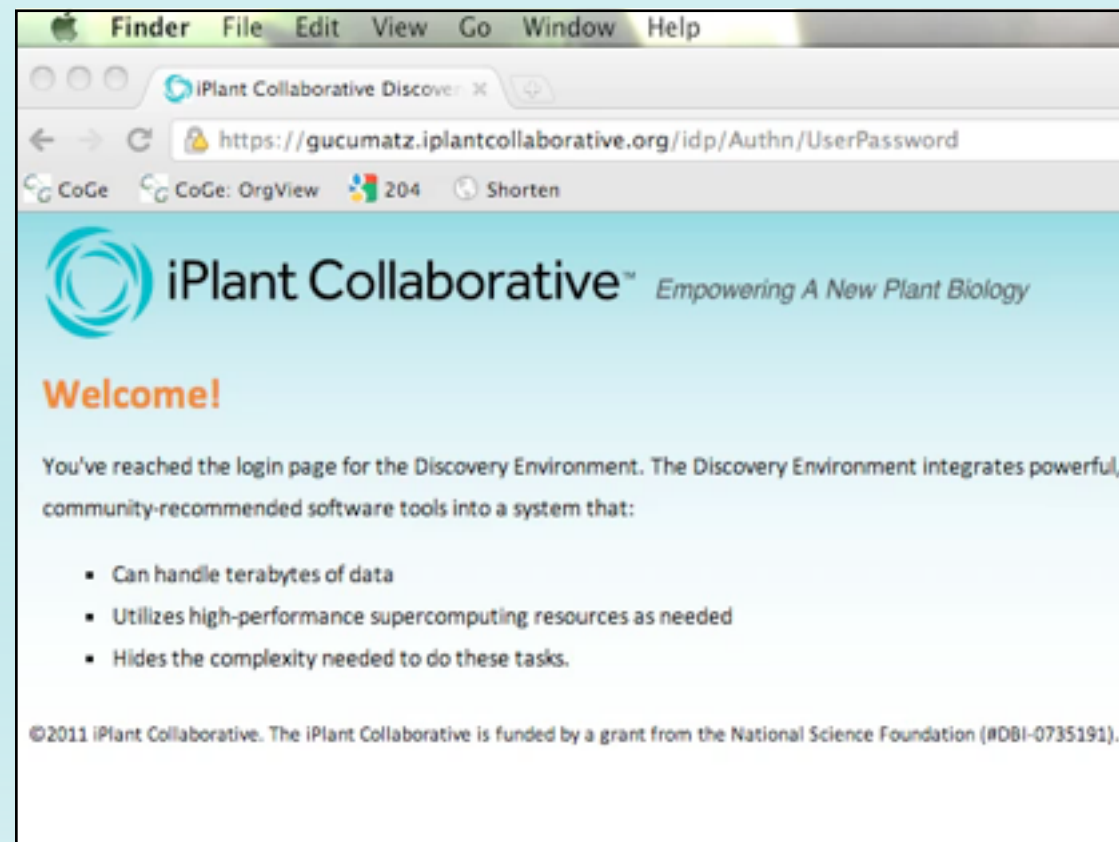 Finder File Edit View Go Window Help
iPlant Collaborative Discover
https://gucumatz.iplantcollaborative.org/idp/Authn/UserPassword
CoGe CoGe: OrgView 204 Shorten
iPlant Collaborative™ Empowering A New Plant Biology
Welcome!
You've reached the login page for the Discovery Environment. The Discovery Environment integrates powerful,
community-recommended software tools into a system that:
▪ Can handle terabytes of data
▪ Utilizes high-performance supercomputing resources as needed
▪ Hides the complexity needed to do these tasks.
©2011 iPlant Collaborative. The iPlant Collaborative is funded by a grant from the National Science Foundation (#DBI-0735191).